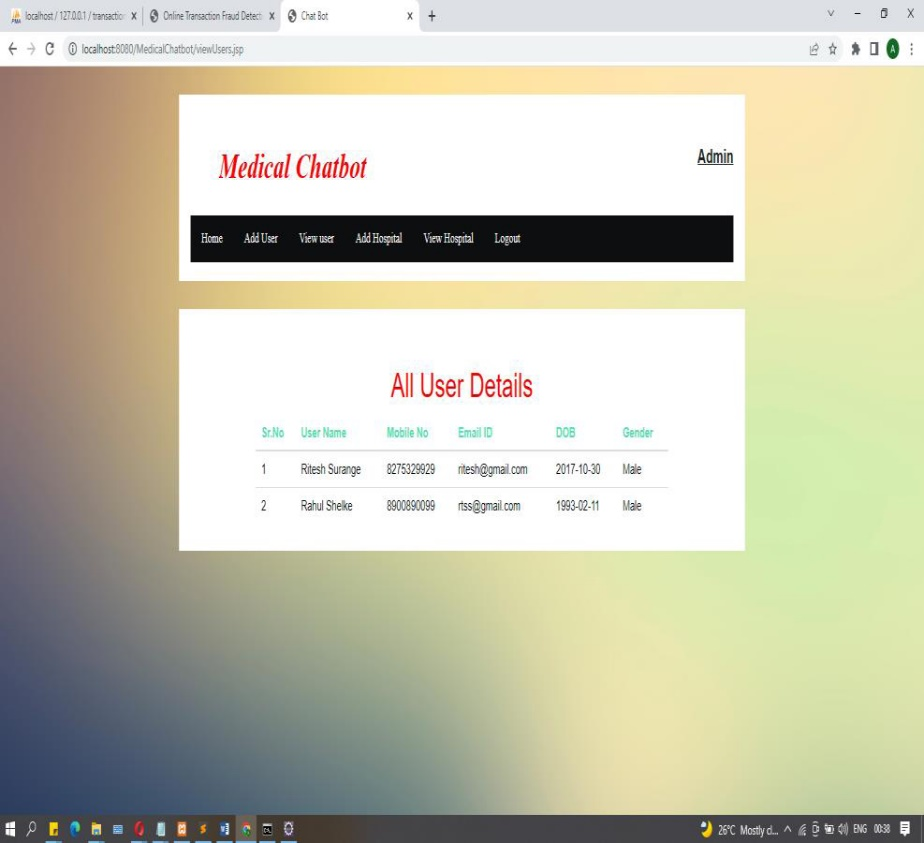 localhost / 127.0.0.1 / transaction Online Transaction Fraud Detect Chat Bot
localhost:8080/MedicalChatbot/viewUsers.jsp A
Medical Chatbot Admin
Home Add User View user Add Hospital View Hospital Logout
All User Details
Sr.No User Name Mobile No Email ID DOB Gender
1 Ritesh Surange 8275329929 ritesh@gmail.com 2017-10-30 Male
2 Rahul Shelke 8900890099 rtss@gmail.com 1993-02-11 Male
26°C Mostly cl... ENG 00:38